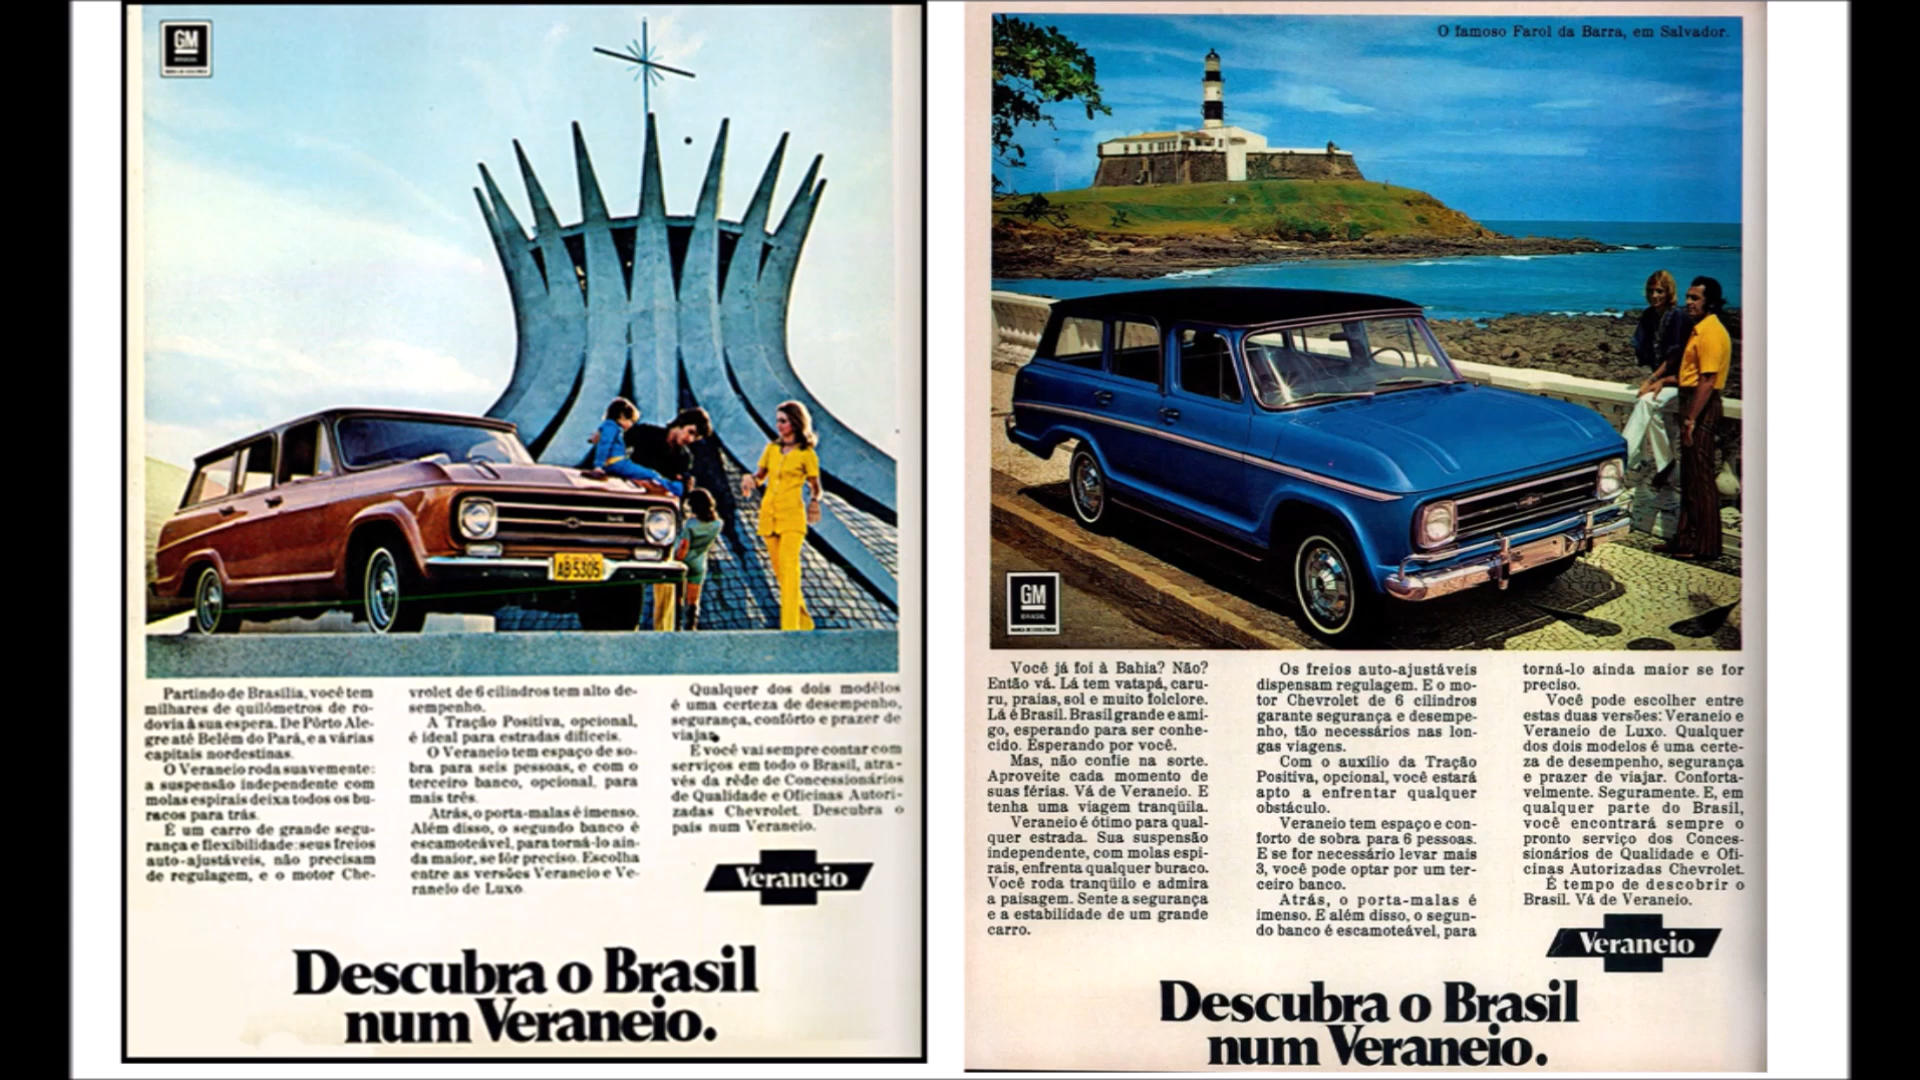 GM
BRASIL
AB 5305
Partindo de Brasília, você tem
milhares de quilômetros de ro-
dovia à sua espera. De Pôrto Ale-
gre até Belém do Pará, e a várias
capitais nordestinas.
O Veraneio roda suavemente:
a suspensão independente com
molas espirais deixa todos os bu-
racos para trás.
É um carro de grande segu-
rança e flexibilidade: seus freios
auto-ajustáveis, não precisam
de regulagem, e o motor Che-
vrolet de 6 cilindros tem alto de-
sempenho.
A Tração Positiva, opcional,
é ideal para estradas difíceis.
O Veraneio tem espaço de so-
bra para seis pessoas, e com o
terceiro banco, opcional, para
mais três.
Atrás, o porta-malas é imenso.
Além disso, o segundo banco é
escamoteável, para torná-lo ain-
da maior, se fôr preciso. Escolha
entre as versões Veraneio e Ve-
raneio de Luxo.
Qualquer dos dois modêlos
é uma certeza de desempenho,
segurança, confôrto e prazer de
viajar.
E você vai sempre contar com
serviços em todo o Brasil, atra-
vés da rêde de Concessionários
de Qualidade e Oficinas Autori-
zadas Chevrolet. Descubra o
país num Veraneio.
Veraneio
Descubra o Brasil
num Veraneio.
O famoso Farol da Barra, em Salvador.
GM
BRASIL
MARCA DE EXCELÊNCIA
Você já foi à Bahia? Não?
Então vá. Lá tem vatapá, caru-
ru, praias, sol e muito folclore.
Lá é Brasil. Brasil grande e ami-
go, esperando para ser conhe-
cido. Esperando por você.
Mas, não confie na sorte.
Aproveite cada momento de
suas férias. Vá de Veraneio. E
tenha uma viagem tranqüila.
Veraneio é ótimo para qual-
quer estrada. Sua suspensão
independente, com molas espi-
rais, enfrenta qualquer buraco.
Você roda tranqüilo e admira
a paisagem. Sente a segurança
e a estabilidade de um grande
carro.
Os freios auto-ajustáveis
dispensam regulagem. E o mo-
tor Chevrolet de 6 cilindros
garante segurança e desempe-
nho, tão necessários nas lon-
gas viagens.
Com o auxílio da Tração
Positiva, opcional, você estará
apto a enfrentar qualquer
obstáculo.
Veraneio tem espaço e con-
forto de sobra para 6 pessoas.
E se for necessário levar mais
3, você pode optar por um ter-
ceiro banco.
Atrás, o porta-malas é
imenso. E além disso, o segun-
do banco é escamoteável, para
torná-lo ainda maior se for
preciso.
Você pode escolher entre
estas duas versões: Veraneio e
Veraneio de Luxo. Qualquer
dos dois modelos é uma certe-
za de desempenho, segurança
e prazer de viajar. Conforta-
velmente. Seguramente. E, em
qualquer parte do Brasil,
você encontrará sempre o
pronto serviço dos Conces-
sionários de Qualidade e Ofi-
cinas Autorizadas Chevrolet.
É tempo de descobrir o
Brasil. Vá de Veraneio.
Veraneio
Descubra o Brasil
num Veraneio.